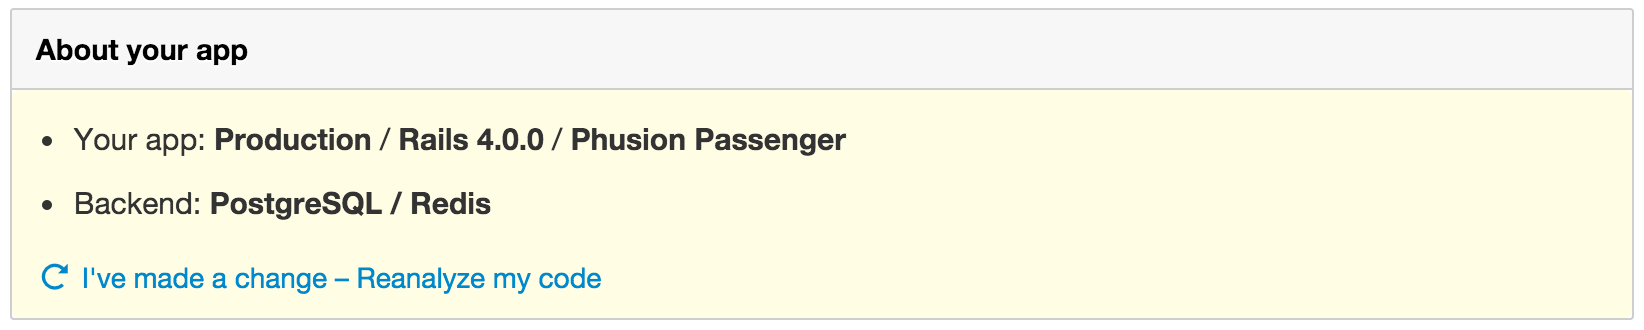 About your app
• Your app: Production / Rails 4.0.0 / Phusion Passenger
• Backend: PostgreSQL / Redis
I've made a change – Reanalyze my code